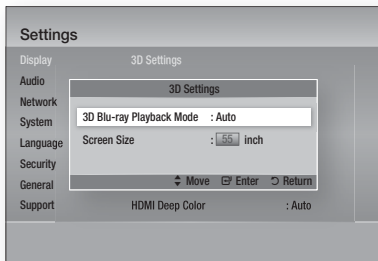 Settings
Display 3D Settings
Audio
3D Settings
Network
3D Blu-ray Playback Mode : Auto
System
Language Screen Size : 55 inch
Security
General Move Enter Return
Support HDMI Deep Color : Auto